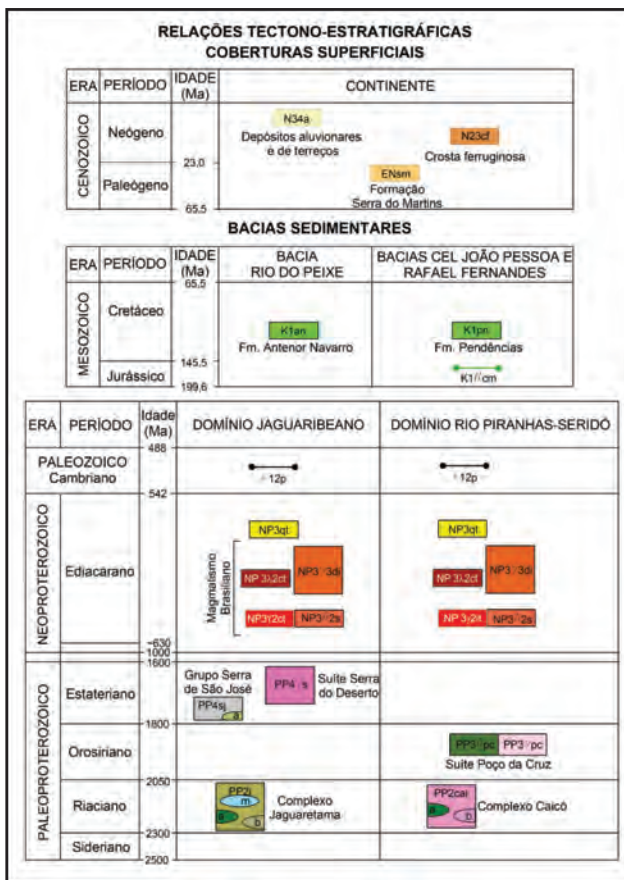 RELAÇÕES TECTONO-ESTRATIGRÁFICAS
COBERTURAS SUPERFICIAIS
ERA PERÍODO IDADE (Ma) CONTINENTE
CENOZOICO
Neógeno
N34a
Depósitos aluvionares
e de terreços
N23cf
Crosta ferruginosa
23,0
Paleógeno
ENsm
Formação
Serra do Martins
65,5
BACIAS SEDIMENTARES
ERA PERÍODO IDADE (Ma)
BACIA
RIO DO PEIXE
BACIAS CEL JOÃO PESSOA E
RAFAEL FERNANDES
65,5
MESOZOICO
Cretáceo
K1an
Fm. Antenor Navarro
K1pn
Fm. Pendências
145,5
Jurássico
199,6
ERA PERÍODO Idade (Ma) DOMÍNIO JAGUARIBEANO DOMÍNIO RIO PIRANHAS-SERIDÓ
488
PALEOZOICO
Cambriano
12p
12p
542
NEOPROTEROZOICO
Ediacarano
Magmatismo
Brasiliano
NP3qt
NP3qt
~630
1000
1600
PALEOPROTEROZOICO
Estateriano
Grupo Serra
de São José
PP4sj
a
Suíte Serra
do Deserto
1800
Orosiriano
Suíte Poço da Cruz
2050
Riaciano
PP2j
m
a
b
Complexo
Jaguaretama
PP2cai
a
b
Complexo Caicó
2300
Sideriano
2500